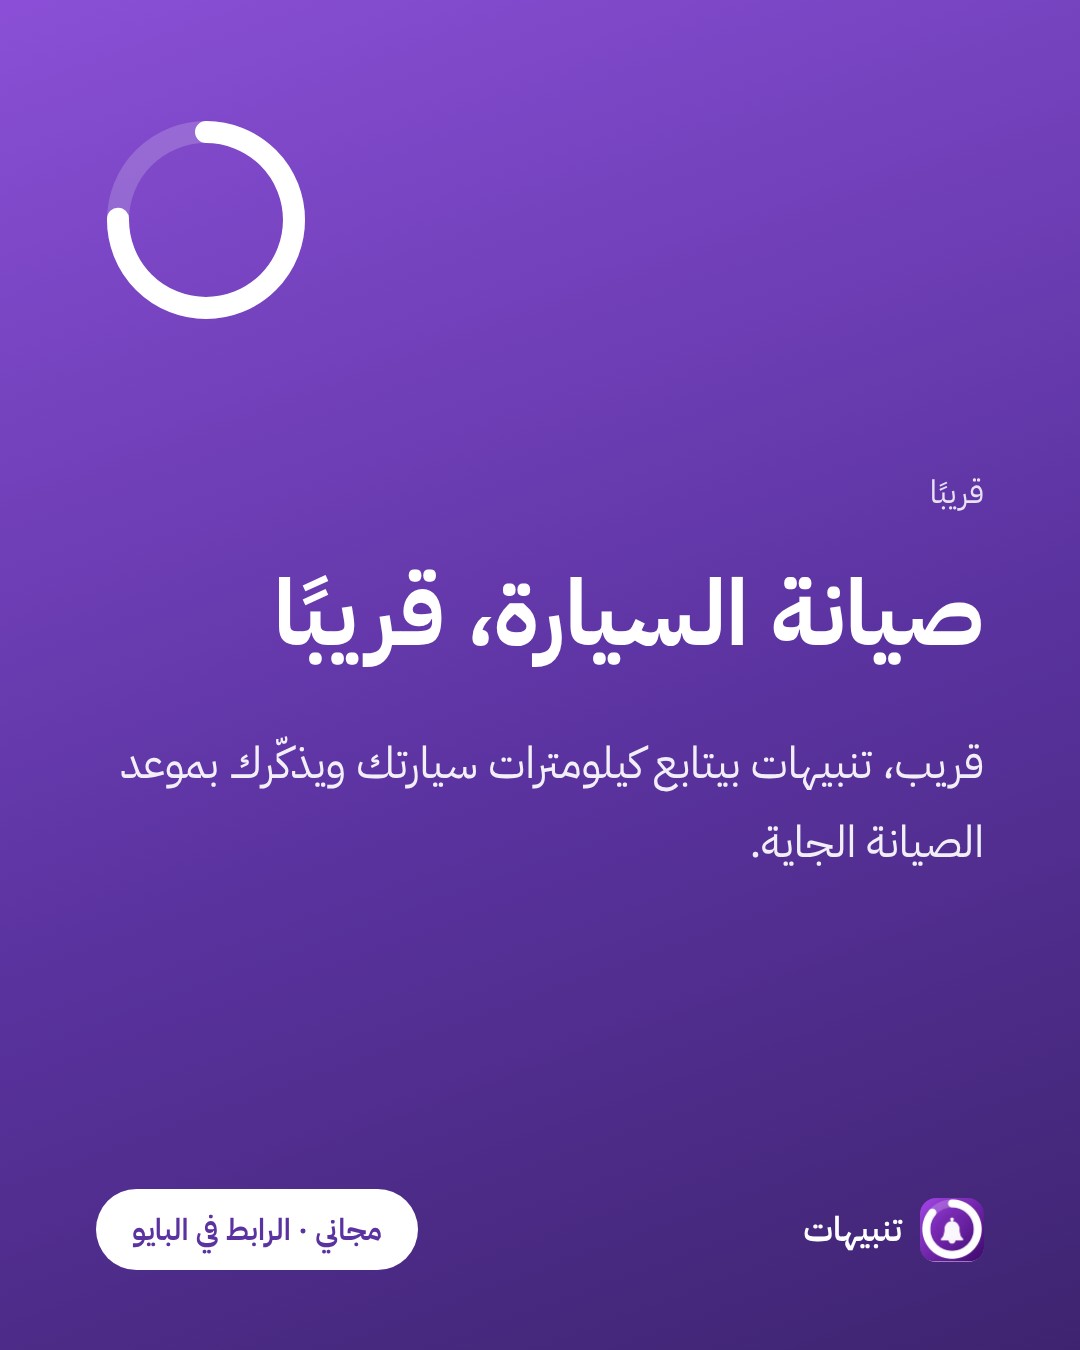 قريبًا
صيانة السيارة، قريبًا
قريب، تنبيهات بيتابع كيلومترات سيارتك ويذكّرك بموعد
الصيانة الجاية.
تنبيهات
مجاني · الرابط في البايو